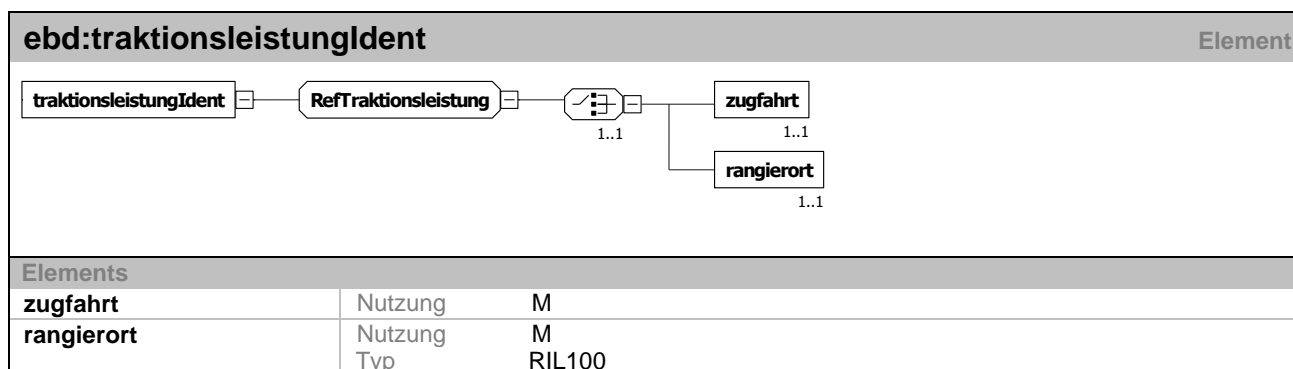 ebd:traktionsleistungIdent Element
traktionsleistungIdent RefTraktionsleistung zugfahrt
1..1 1..1
rangierort
1..1
Elements
zugfahrt Nutzung M
rangierort Nutzung M
Typ RIL100